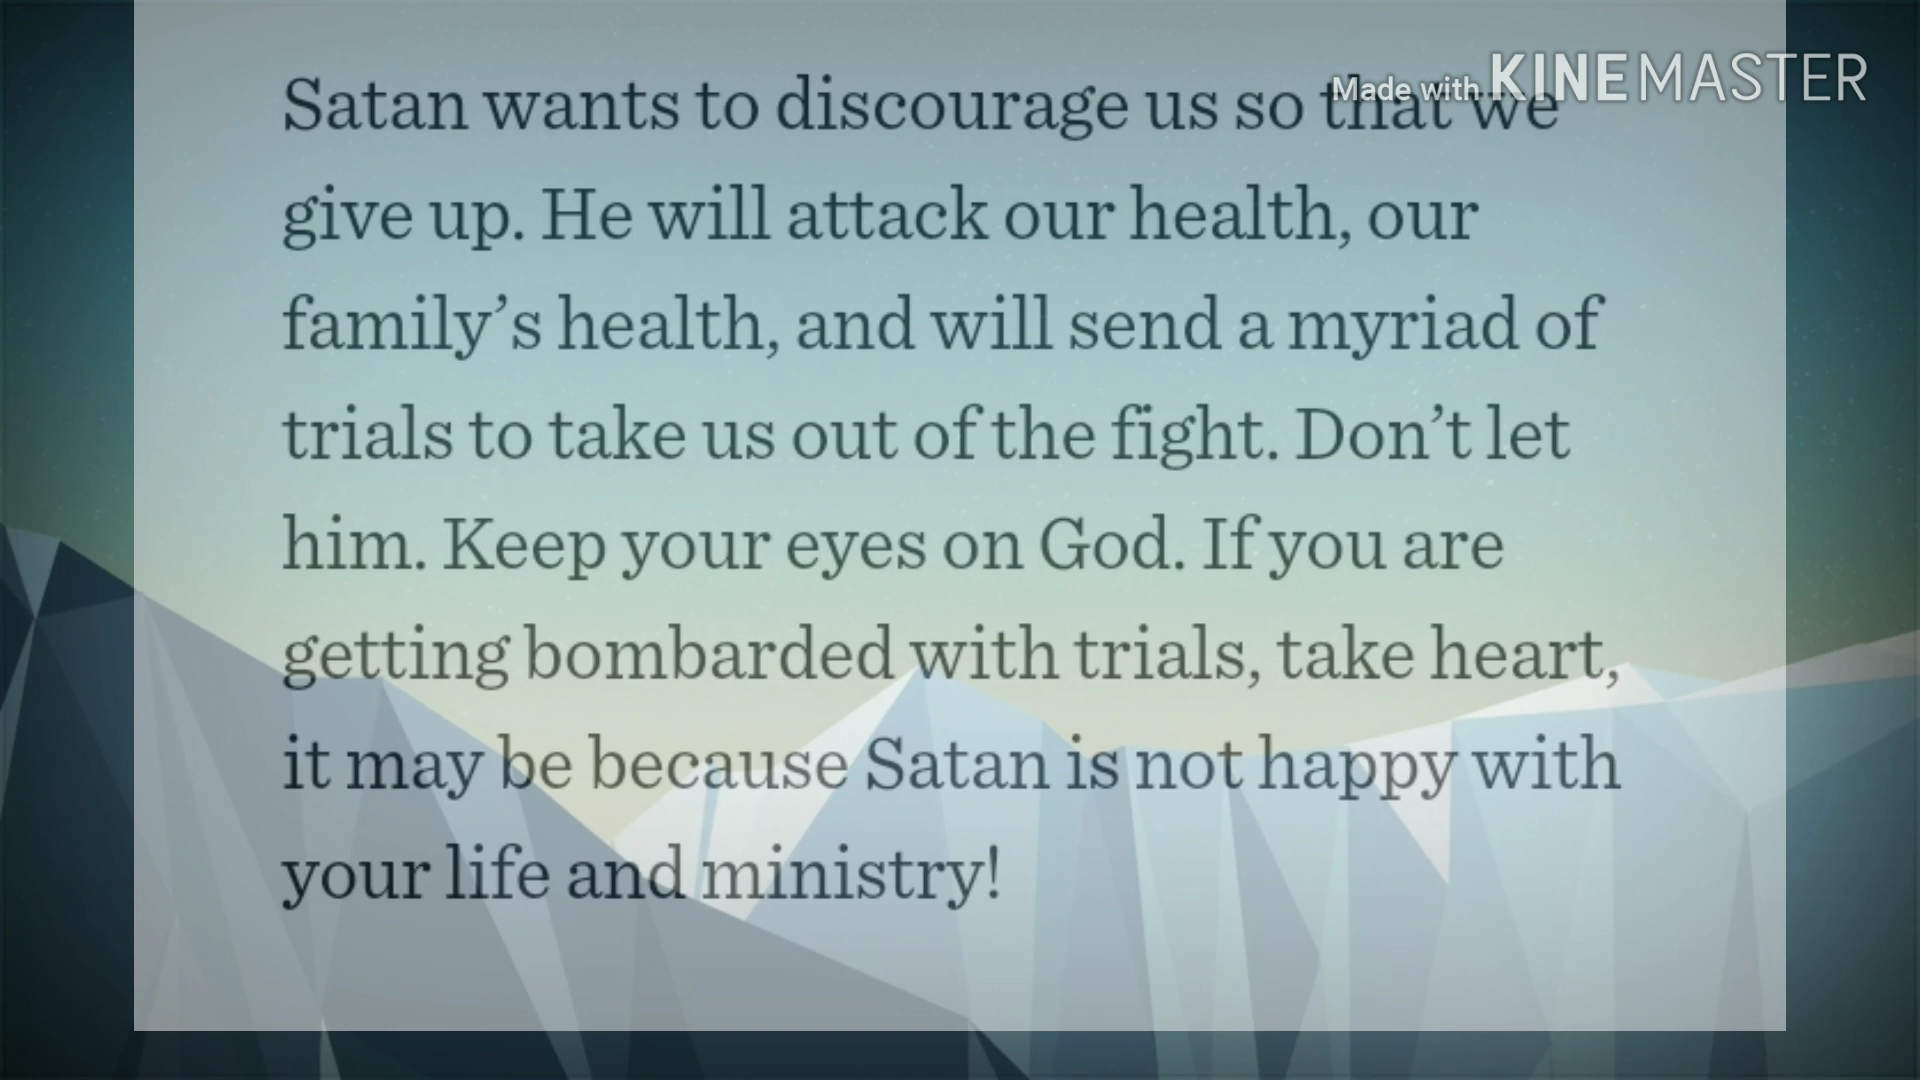 Made with KINEMASTER
Satan wants to discourage us so that we
give up. He will attack our health, our
family’s health, and will send a myriad of
trials to take us out of the fight. Don’t let
him. Keep your eyes on God. If you are
getting bombarded with trials, take heart,
it may be because Satan is not happy with
your life and ministry!